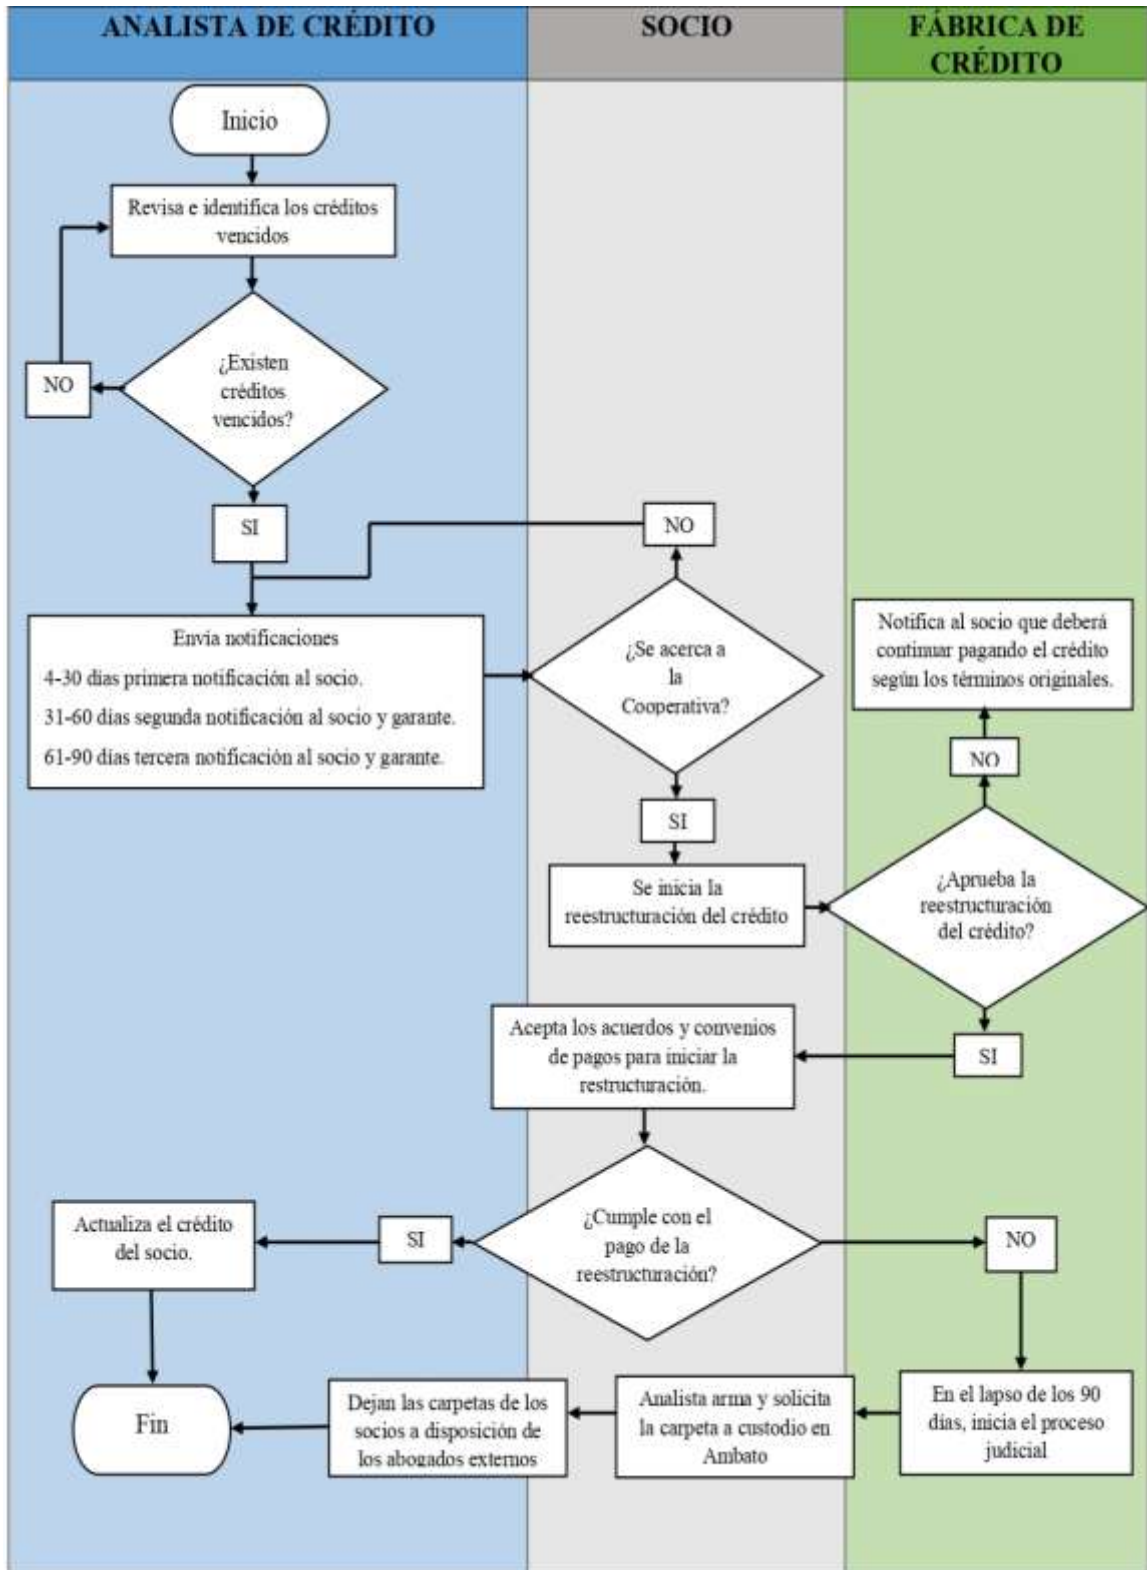 ANALISTA DE CRÉDITO
SOCIO
FÁBRICA DE
CRÉDITO
Inicio
Revisa e identifica los créditos
vencidos
¿Existen
créditos
vencidos?
NO
SI
NO
Envía notificaciones
4-30 días primera notificación al socio.
31-60 días segunda notificación al socio y garante.
61-90 días tercera notificación al socio y garante.
¿Se acerca a
la
Cooperativa?
Notifica al socio que deberá
continuar pagando el crédito
según los términos originales.
NO
SI
Se inicia la
reestructuración del crédito
¿Aprueba la
reestructuración
del crédito?
Acepta los acuerdos y convenios
de pagos para iniciar la
restructuración.
SI
Actualiza el crédito
del socio.
SI
¿Cumple con el
pago de la
reestructuración?
NO
Fin
Dejan las carpetas de los
socios a disposición de
los abogados externos
Analista arma y solicita
la carpeta a custodio en
Ambato
En el lapso de los 90
días, inicia el proceso
judicial